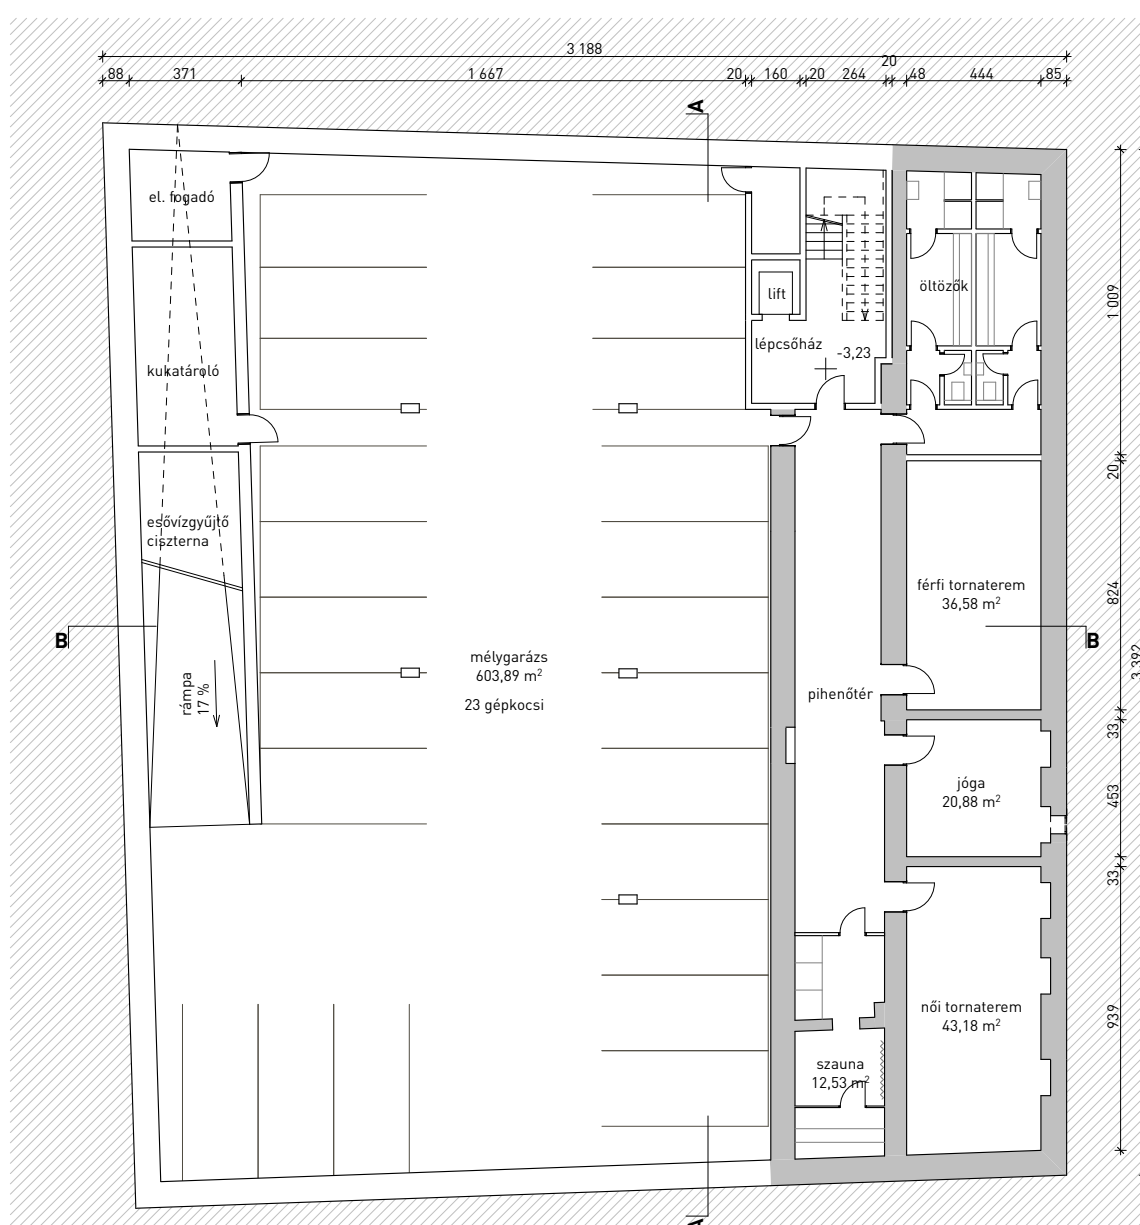 3 188
88 371 1 667 20 160 20 264 20 48 444 85
A
el. fogadó
lift
öltözők
1 009
lépcsőház
-3,23
kukatároló
20
esővízgyűjtő
ciszterna
férfi tornaterem
36,58 m²
824
B
B
3 392
mélygarázs
603,89 m²
23 gépkocsi
rámpa
17 %
pihenőtér
33
jóga
20,88 m²
453
33
női tornaterem
43,18 m²
939
szauna
12,53 m²
A